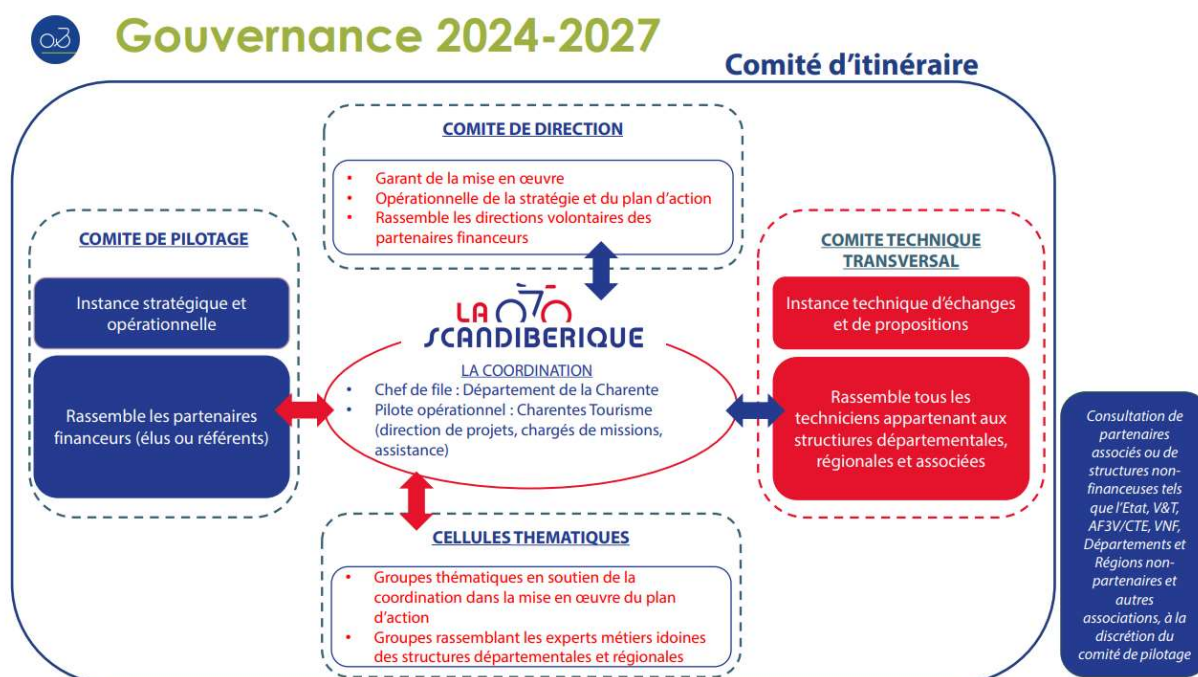 Gouvernance 2024-2027
Comité d'itinéraire
COMITE DE DIRECTION
• Garant de la mise en œuvre
• Opérationnelle de la stratégie et du plan d'action
• Rassemble les directions volontaires des
partenaires financeurs
COMITE DE PILOTAGE
Instance stratégique et
opérationnelle
Rassemble les partenaires
financeurs (élus ou référents)
LA
SCANDIBERIQUE
LA COORDINATION
• Chef de file : Département de la Charente
• Pilote opérationnel : Charentes Tourisme
(direction de projets, chargés de missions,
assistance)
COMITE TECHNIQUE
TRANSVERSAL
Instance technique d'échanges
et de propositions
Rassemble tous les
techniciens appartenant aux
structiures départementales,
régionales et associées
CELLULES THEMATIQUES
• Groupes thématiques en soutien de la
coordination dans la mise en œuvre du plan
d'action
• Groupes rassemblant les experts métiers idoines
des structures départementales et régionales
Consultation de
partenaires
associés ou de
structures non-
financeuses tels
que l'Etat, V&T,
AF3V/CTE, VNF,
Départements et
Régions non-
partenaires et
autres
associations, à la
discrétion du
comité de pilotage